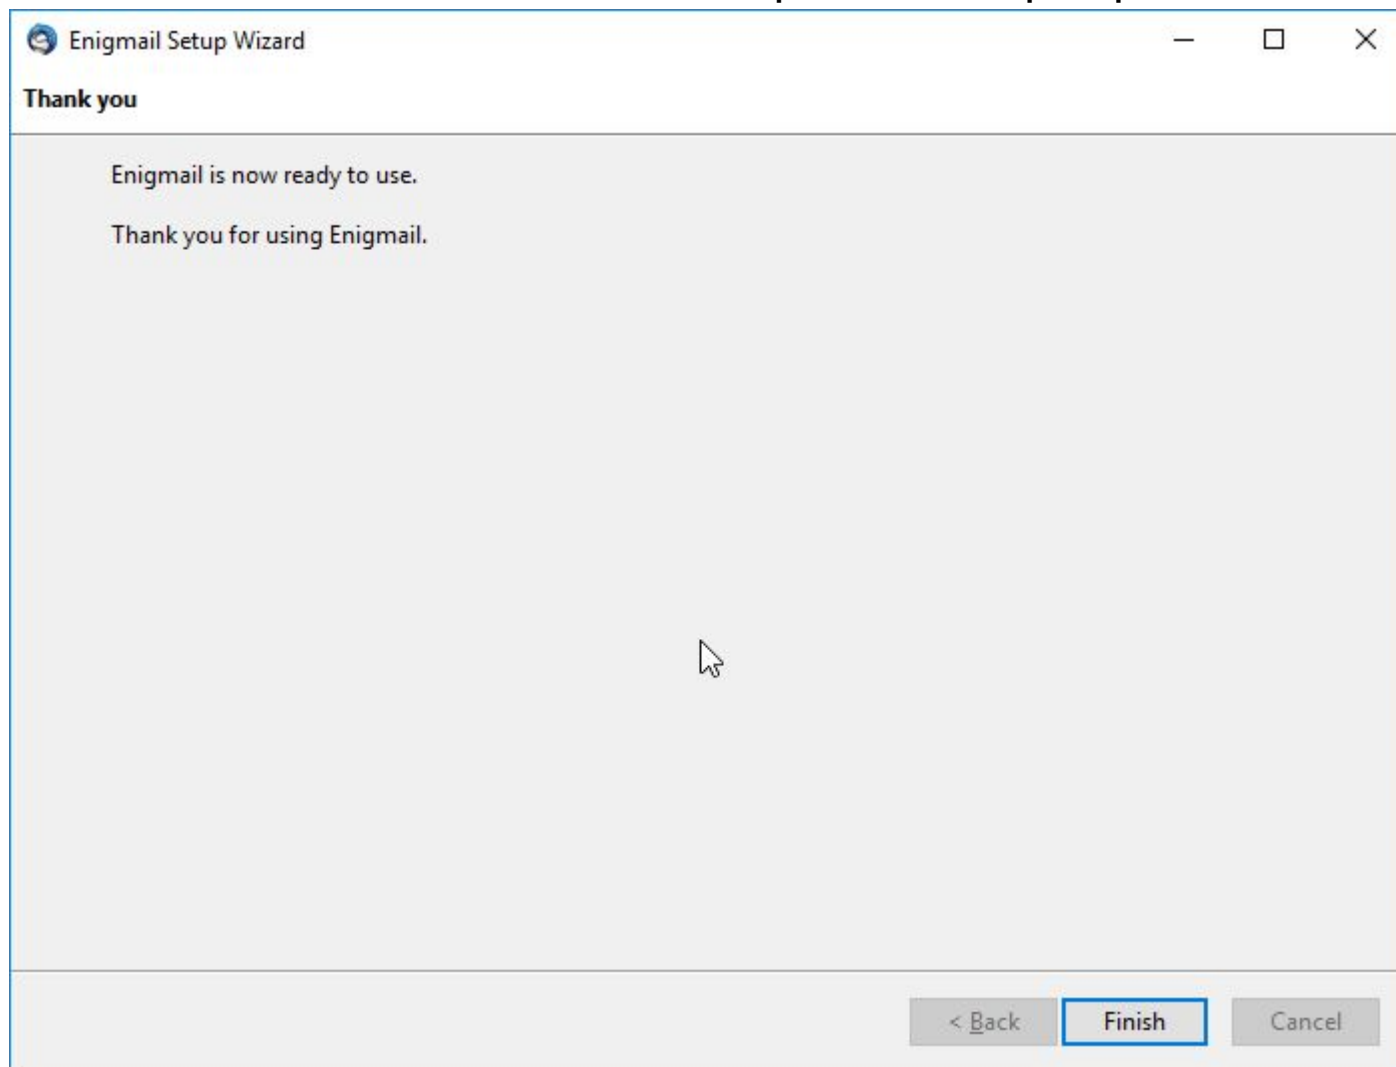 Enigmail Setup Wizard
Thank you
Enigmail is now ready to use.
Thank you for using Enigmail.
< Back
Finish
Cancel